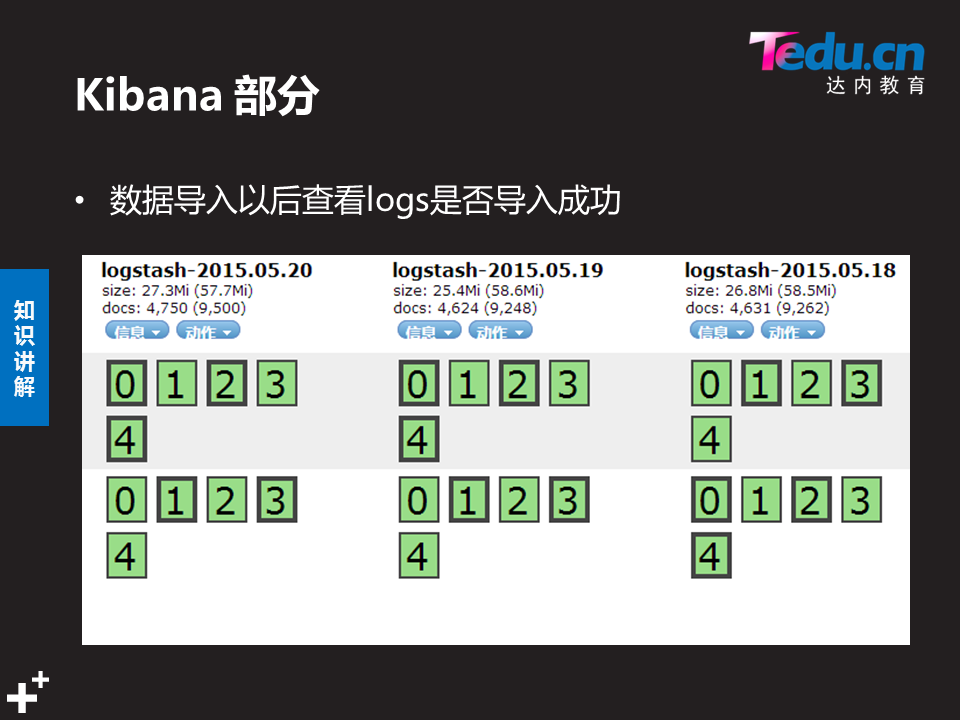 Tedu.cn
达内教育
Kibana 部分
• 数据导入以后查看logs是否导入成功
知识讲解
logstash-2015.05.20 logstash-2015.05.19 logstash-2015.05.18
size: 27.3Mi (57.7Mi) size: 25.4Mi (58.6Mi) size: 26.8Mi (58.5Mi)
docs: 4,750 (9,500) docs: 4,624 (9,248) docs: 4,631 (9,262)
信息 动作 信息 动作 信息 动作
0 1 2 3 0 1 2 3 0 1 2 3
4 4 4
0 1 2 3 0 1 2 3 0 1 2 3
4 4 4